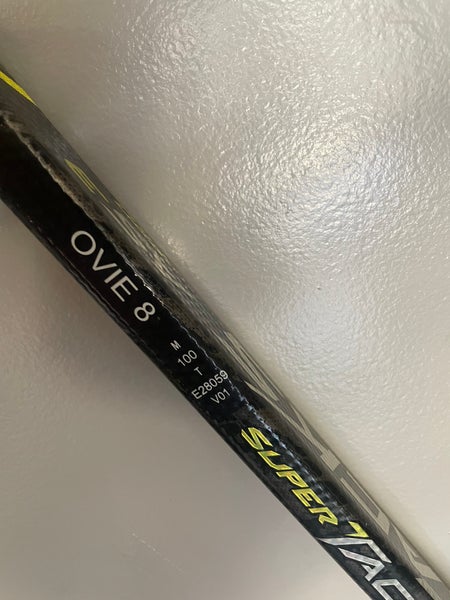 OVIE 8
M
100
T
E28059
V01
SUPER TAC